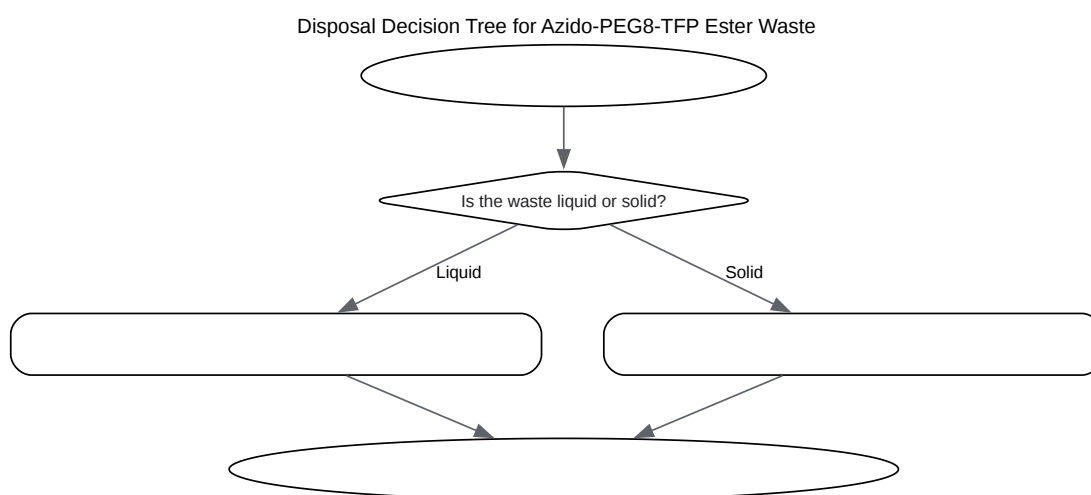 Disposal Decision Tree for Azido-PEG8-TFP Ester Waste
Is the waste liquid or solid?
Liquid
Solid